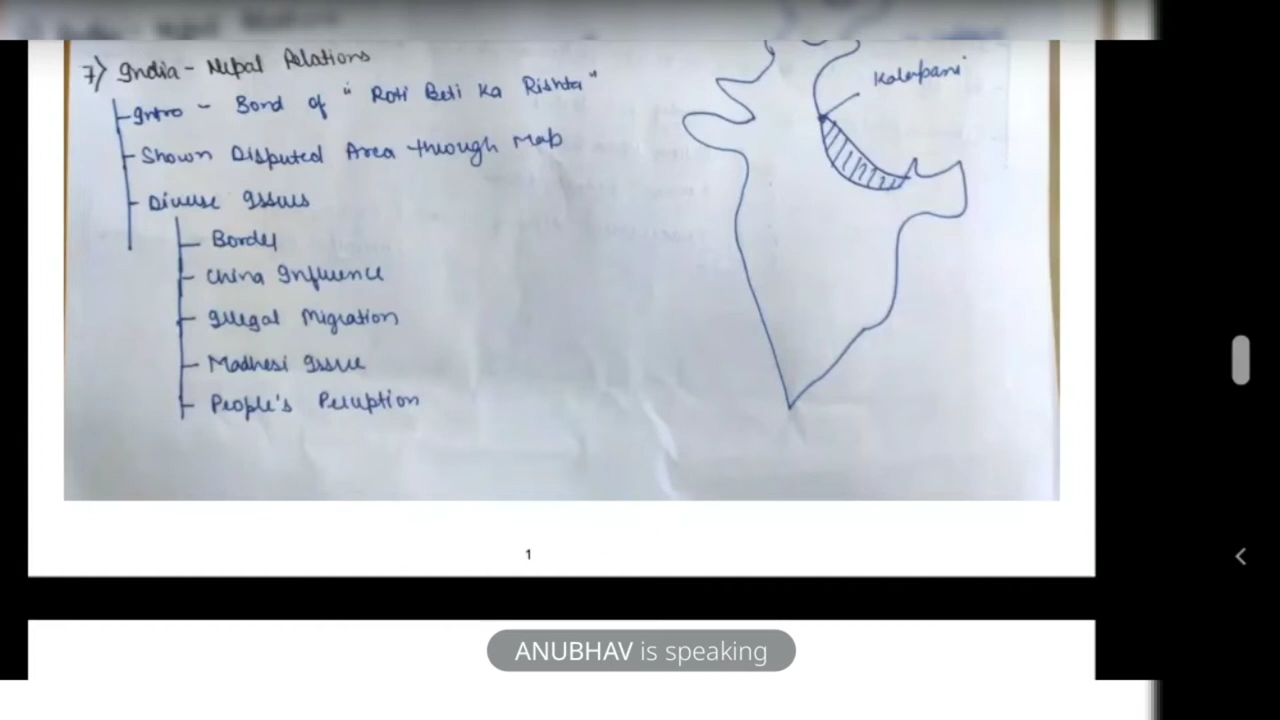 7) India - Nepal Relations
Intro - Bond of "Roti Beti Ka Rishta"
Shown Disputed Area through Map
Diverse Issues
Border
China Influence
Illegal Migration
Madhesi Issue
People's Perception
Kalapani
1
ANUBHAV is speaking